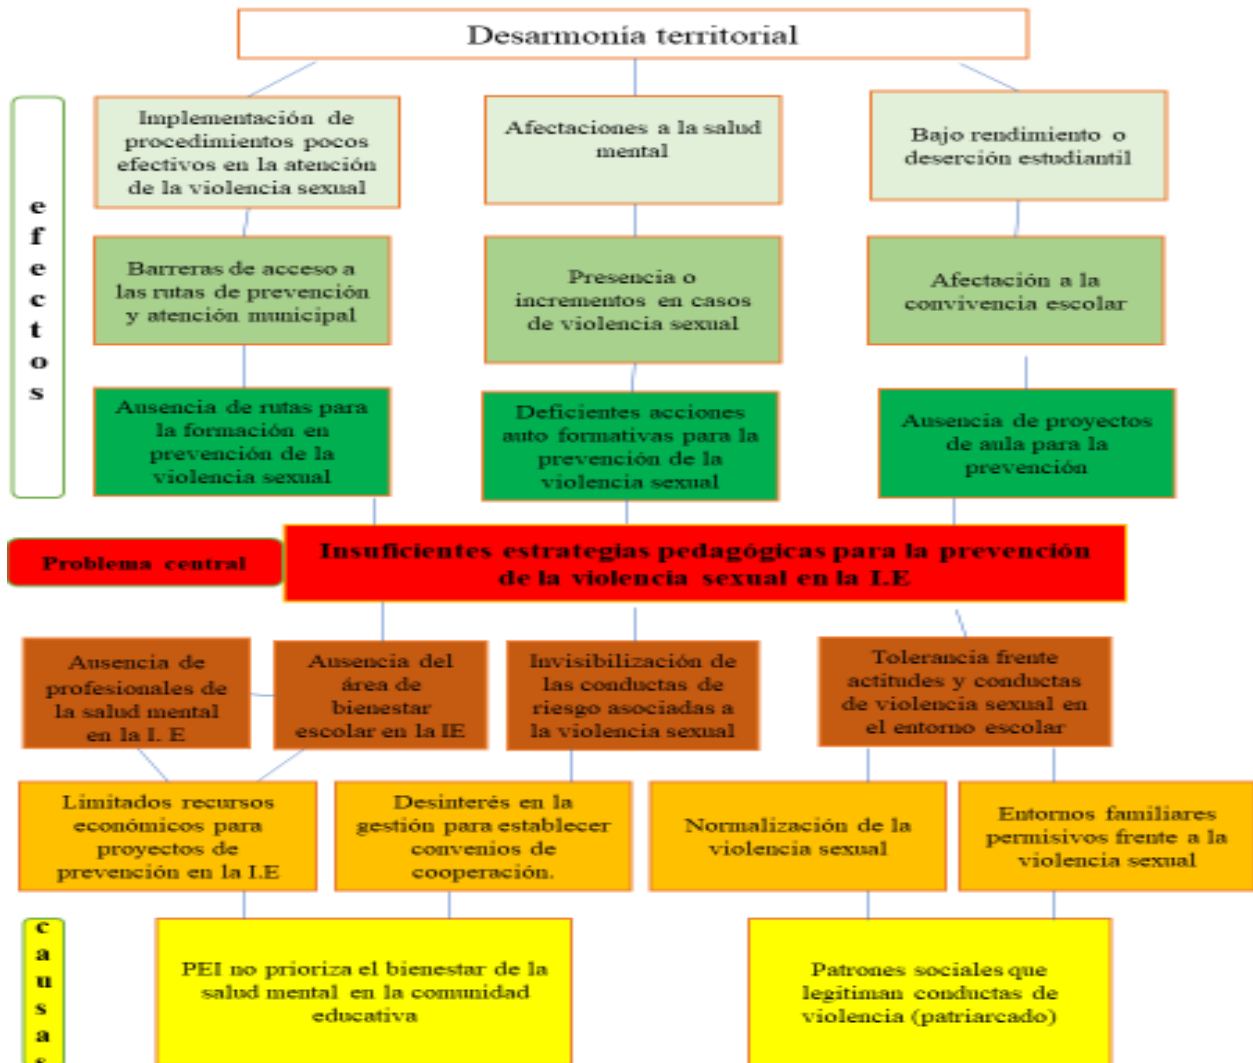 Desarmonía territorial
efectos
Implementación de
procedimientos pocos
efectivos en la atención
de la violencia sexual
Afectaciones a la salud
mental
Bajo rendimiento o
deserción estudiantil
Barreras de acceso a
las rutas de prevención
y atención municipal
Presencia o
incrementos en casos
de violencia sexual
Afectación a la
convivencia escolar
Ausencia de rutas para
la formación en
prevención de la
violencia sexual
Deficientes acciones
auto formativas para la
prevención de la
violencia sexual
Ausencia de proyectos
de aula para la
prevención
Problema central
Insuficientes estrategias pedagógicas para la prevención
de la violencia sexual en la I.E
Ausencia de
profesionales de
la salud mental
en la I. E
Ausencia del
área de
bienestar
escolar en la IE
Invisibilización de
las conductas de
riesgo asociadas a
la violencia sexual
Tolerancia frente
actitudes y conductas
de violencia sexual en
el entorno escolar
Limitados recursos
económicos para
proyectos de
prevención en la I.E
Desinterés en la
gestión para establecer
convenios de
cooperación.
Normalización de la
violencia sexual
Entornos familiares
permisivos frente a la
violencia sexual
causas
PEI no prioriza el bienestar de la
salud mental en la comunidad
educativa
Patrones sociales que
legitiman conductas de
violencia (patriarcado)